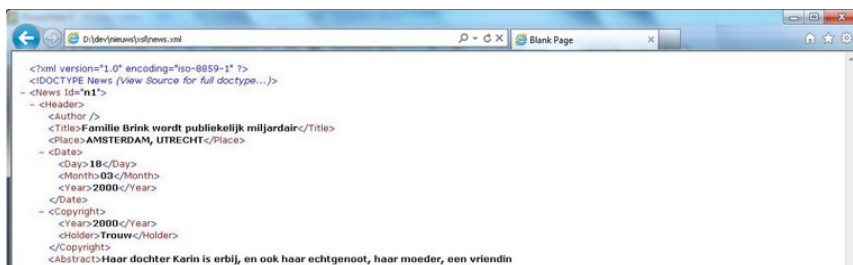 D:\dev\nieuws\xsl\news.xml
Blank Page
<?xml version="1.0" encoding="iso-8859-1" ?>
<!DOCTYPE News (View Source for full doctype...)>
- <News Id="n1">
- <Header>
<Author />
<Title>Familie Brink wordt publiekelijk miljardair</Title>
<Place>AMSTERDAM, UTRECHT</Place>
- <Date>
<Day>18</Day>
<Month>03</Month>
<Year>2000</Year>
</Date>
- <Copyright>
<Year>2000</Year>
<Holder>Trouw</Holder>
</Copyright>
<Abstract>Haar dochter Karin is erbij, en ook haar echtgenoot, haar moeder, een vriendin